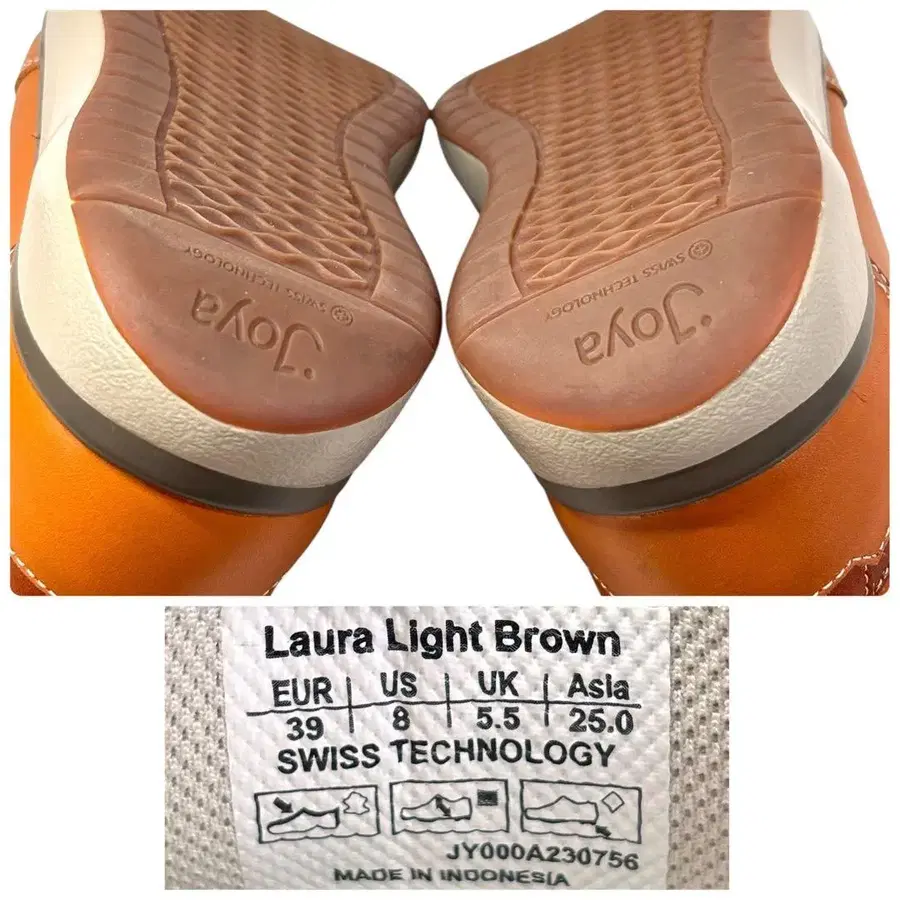 SWISS TECHNOLOGY
Joya
SWISS TECHNOLOGY
Joya
Laura Light Brown
EUR | US | UK | Asia
39 | 8 | 5.5 | 25.0
SWISS TECHNOLOGY
JY000A230756
MADE IN INDONESIA